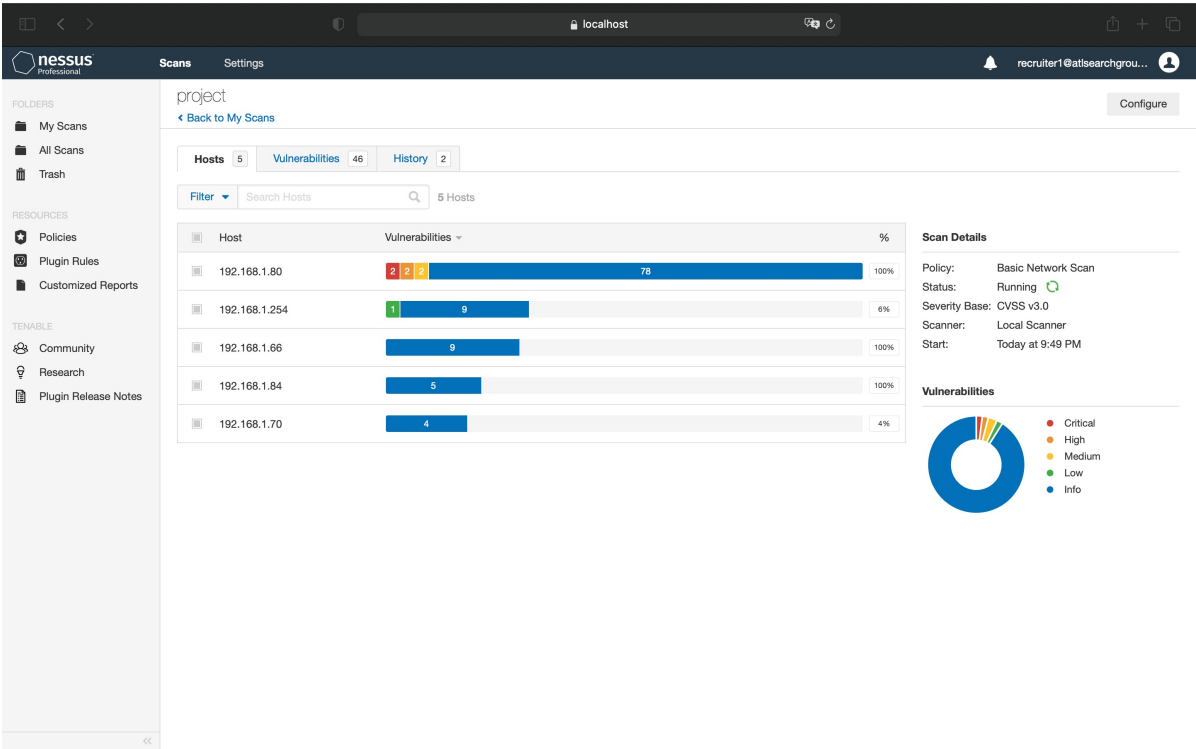 localhost
nessus
Professional
Scans Settings
recruiter1@atlsearchgrou...
FOLDERS
My Scans
All Scans
Trash
RESOURCES
Policies
Plugin Rules
Customized Reports
TENABLE
Community
Research
Plugin Release Notes
project
Back to My Scans
Configure
Hosts 5 Vulnerabilities 46 History 2
Filter Search Hosts 5 Hosts
Host Vulnerabilities %
192.168.1.80 2 2 2 78 100%
192.168.1.254 1 9 6%
192.168.1.66 9 100%
192.168.1.84 5 100%
192.168.1.70 4 4%
Scan Details
Policy: Basic Network Scan
Status: Running
Severity Base: CVSS v3.0
Scanner: Local Scanner
Start: Today at 9:49 PM
Vulnerabilities
Critical
High
Medium
Low
Info